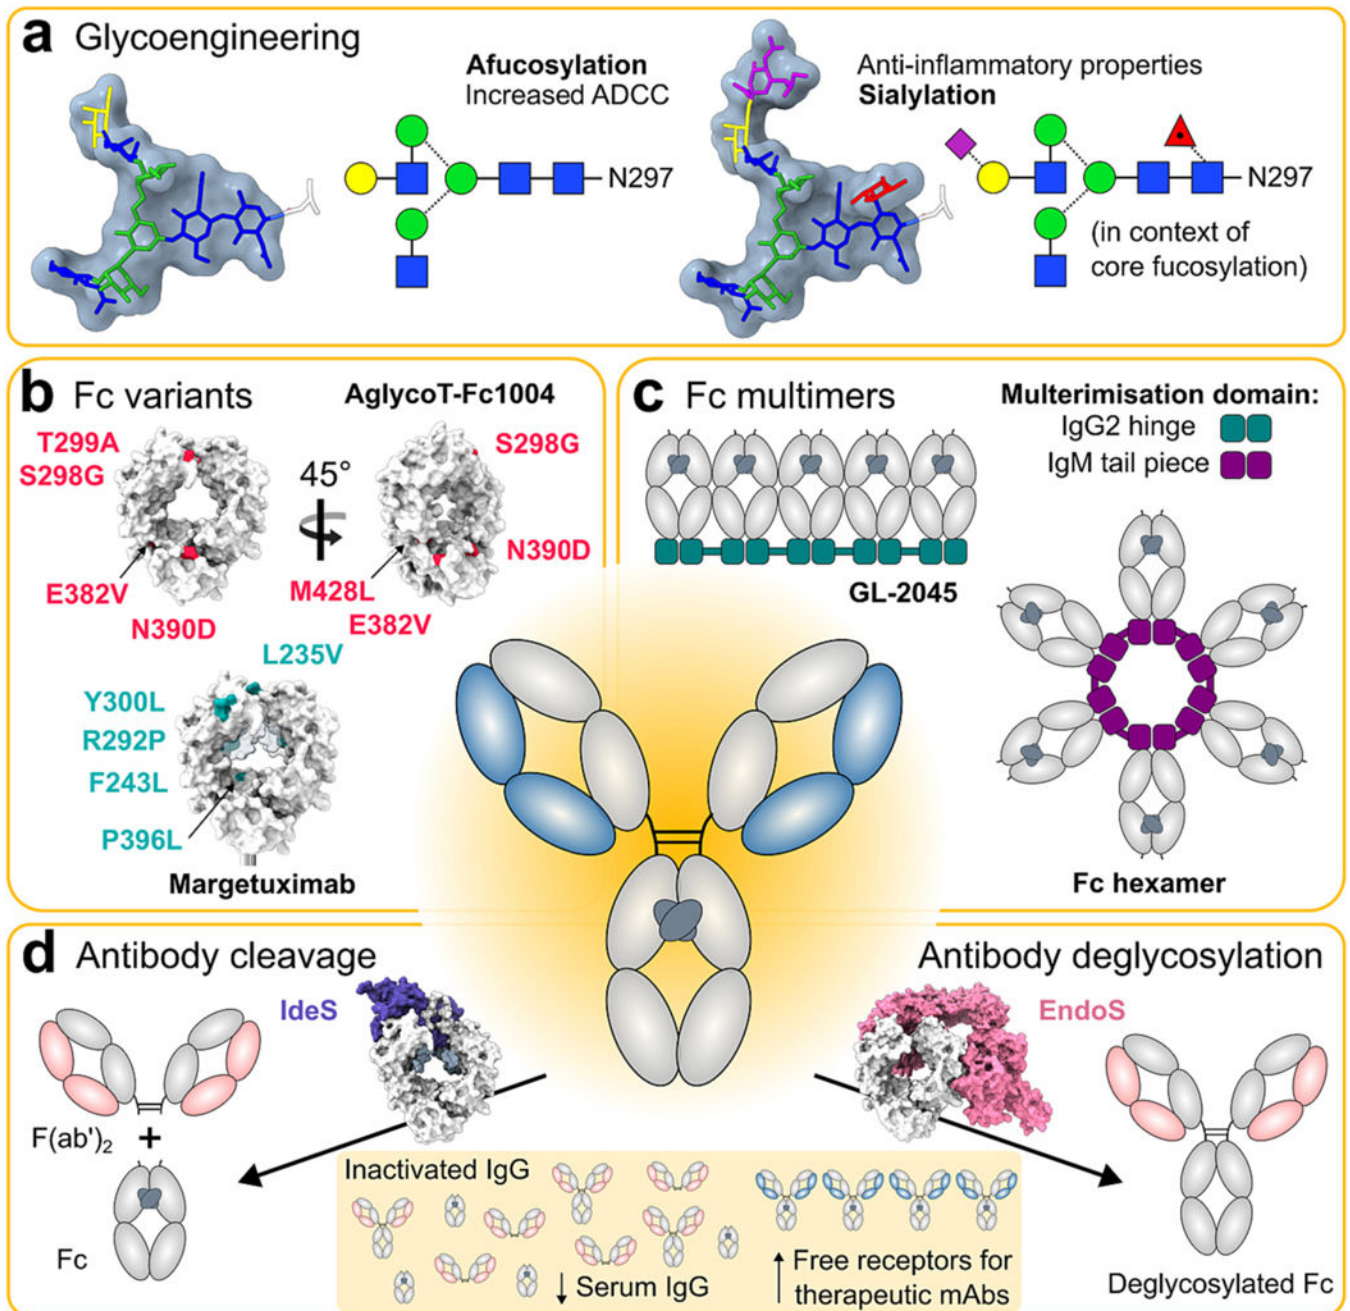 a Glycoengineering
Afucosylation
Increased ADCC
N297
Anti-inflammatory properties
Sialylation
N297
(in context of
core fucosylation)
b Fc variants
AglycoT-Fc1004
T299A
S298G
E382V
N390D
45°
S298G
N390D
M428L
E382V
L235V
Y300L
R292P
F243L
P396L
Margetuximab
c Fc multimers
Multerimisation domain:
IgG2 hinge
IgM tail piece
GL-2045
Fc hexamer
d Antibody cleavage
IdeS
F(ab')2
+
Fc
Antibody deglycosylation
EndoS
Deglycosylated Fc
Inactivated IgG
↓ Serum IgG
↑ Free receptors for
therapeutic mAbs